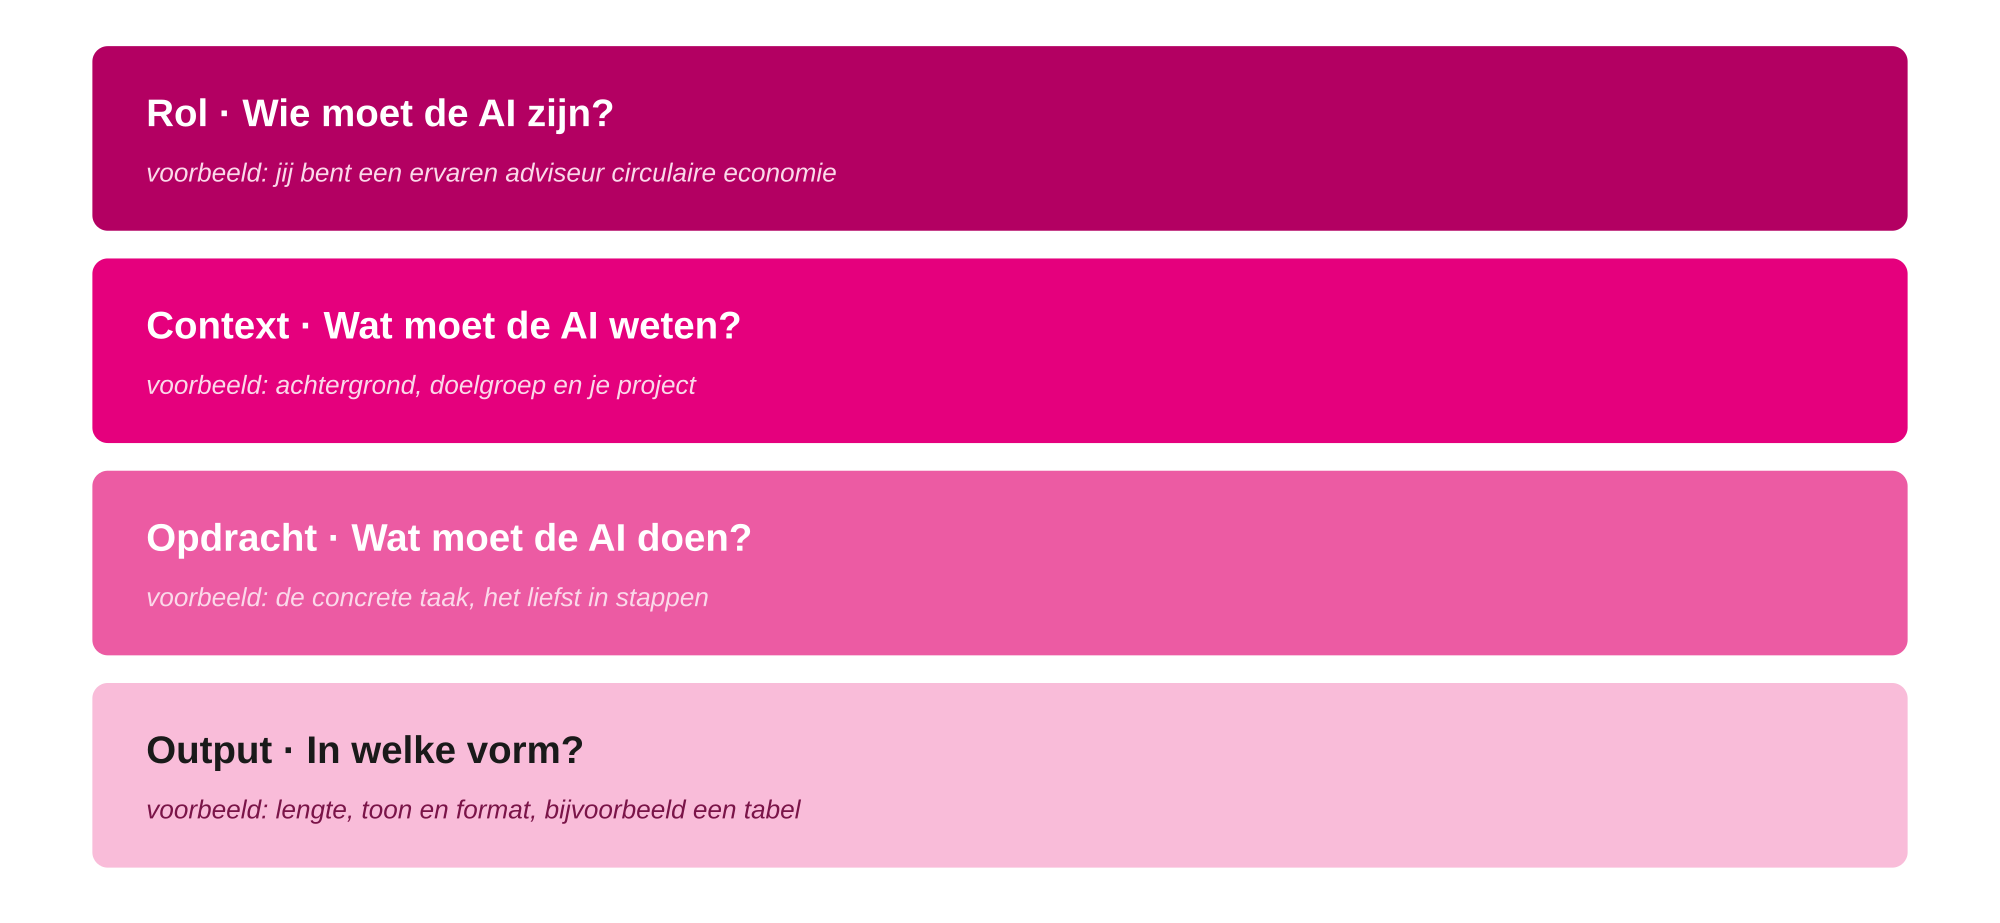 Rol · Wie moet de AI zijn?
voorbeeld: jij bent een ervaren adviseur circulaire economie
Context · Wat moet de AI weten?
voorbeeld: achtergrond, doelgroep en je project
Opdracht · Wat moet de AI doen?
voorbeeld: de concrete taak, het liefst in stappen
Output · In welke vorm?
voorbeeld: lengte, toon en format, bijvoorbeeld een tabel